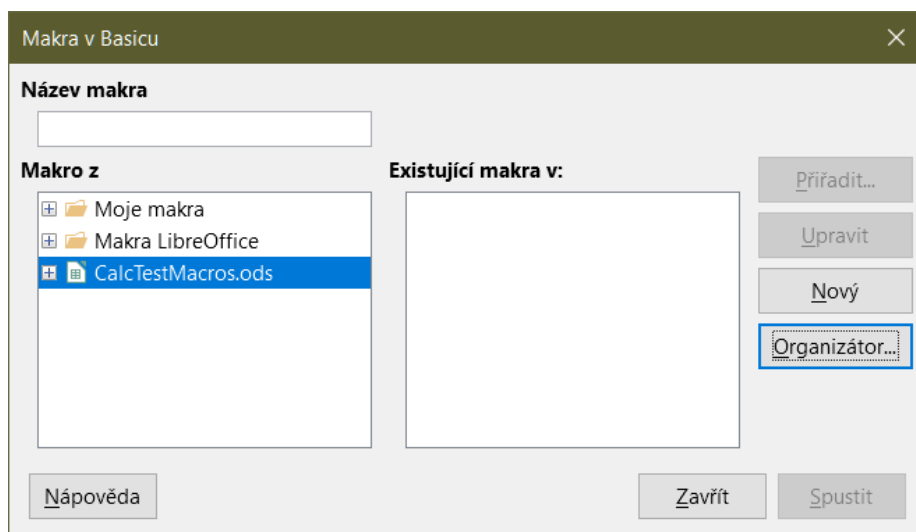 Makra v Basicu
Název makra
Makro z
Existující makra v:
Moje makra
Makra LibreOffice
CalcTestMacros.ods
Přiřadit...
Upravit
Nový
Organizátor...
Nápověda
Zavřít
Spustit